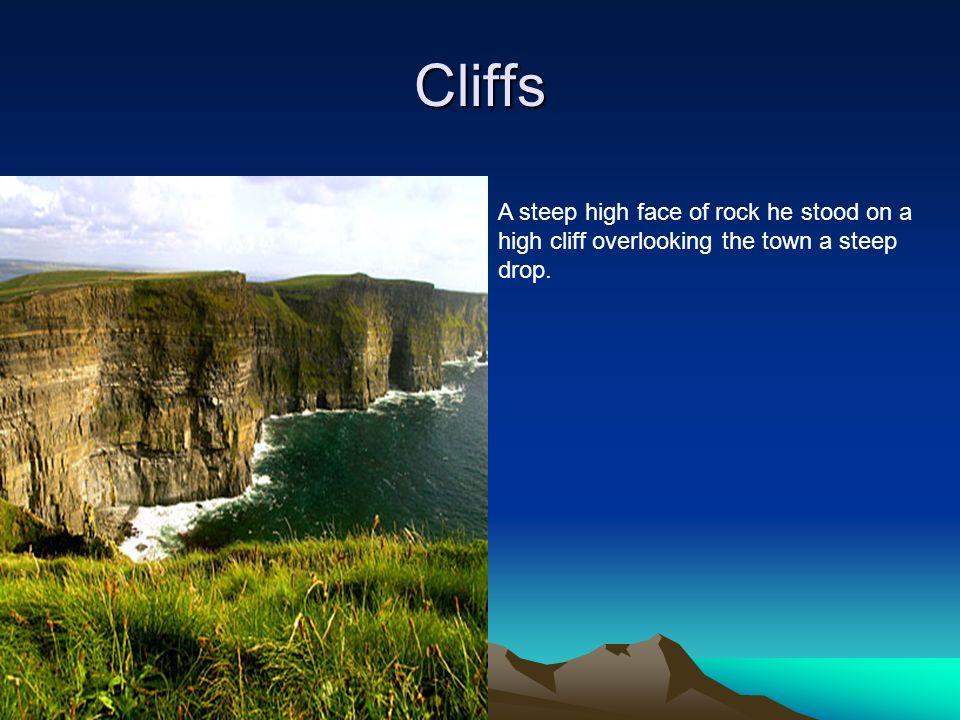 Cliffs
A steep high face of rock he stood on a
high cliff overlooking the town a steep
drop.